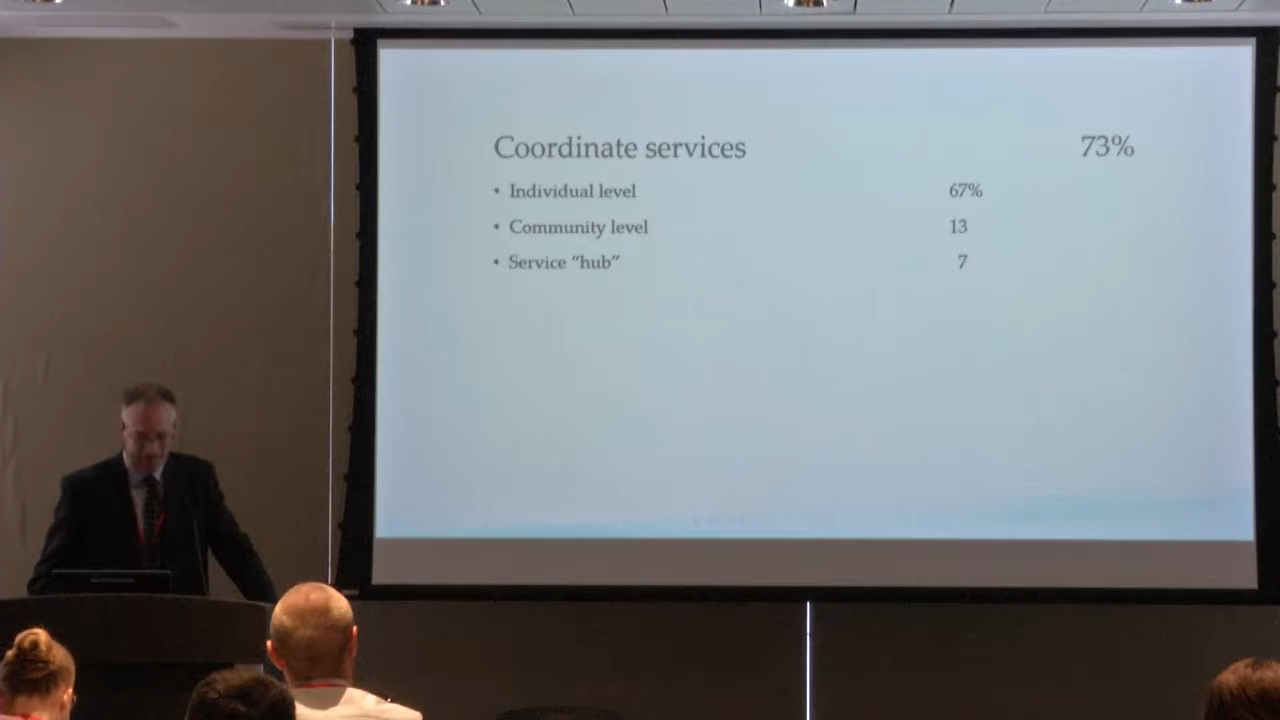 Coordinate services 73%
• Individual level 67%
• Community level 13
• Service “hub” 7